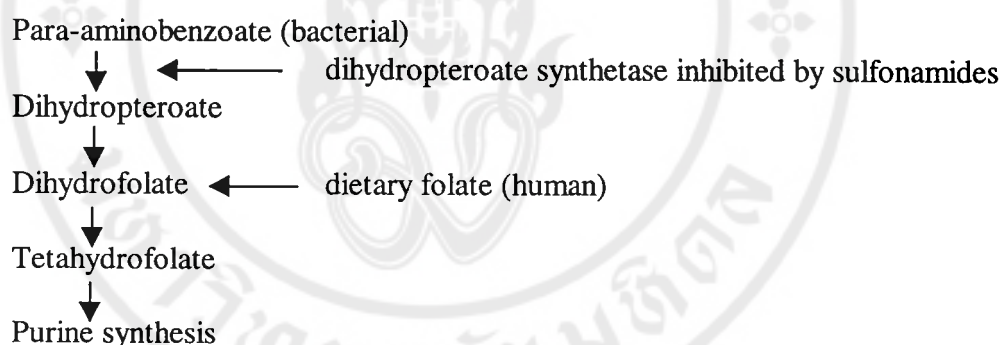 Para-aminobenzoate (bacterial)
dihydropteroate synthetase inhibited by sulfonamides
Dihydropteroate
Dihydrofolate dietary folate (human)
Tetahydrofolate
Purine synthesis